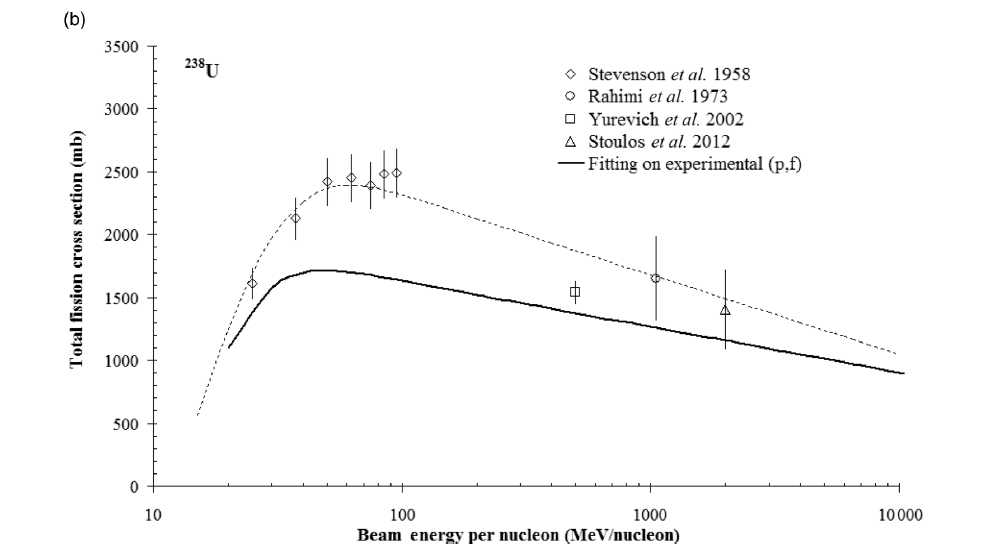 (b)
3500
3000
2500
2000
1500
1000
500
0
Total fission cross section (mb)
²³⁸U
Stevenson et al. 1958
Rahimi et al. 1973
Yurevich et al. 2002
Stoulos et al. 2012
Fitting on experimental (p,f)
10 100 1000 10 000
Beam energy per nucleon (MeV/nucleon)